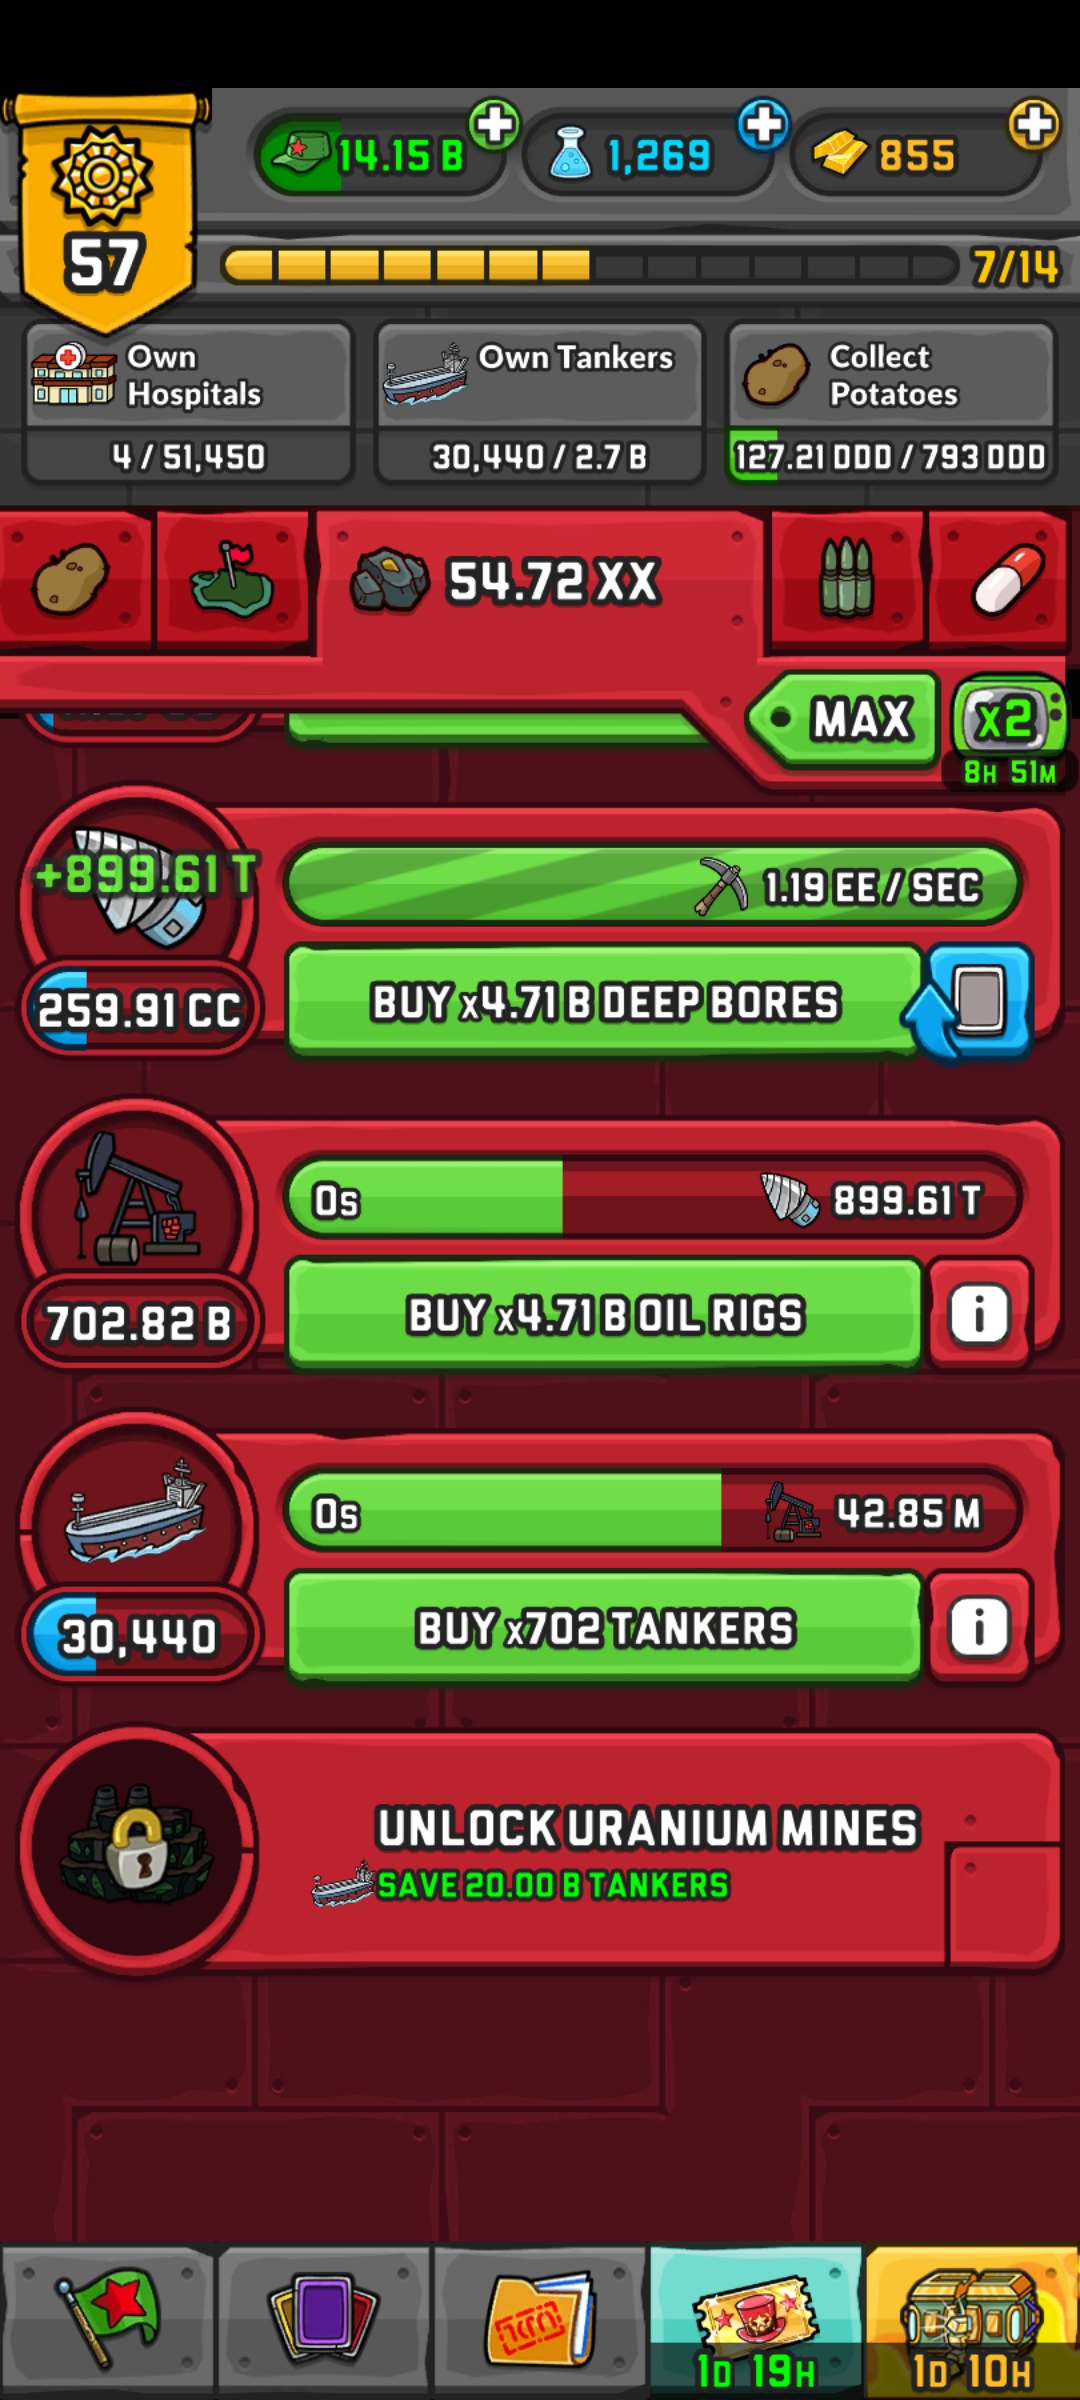 14.15 B
1,269
855
57
7/14
Own
Hospitals
4 / 51,450
Own Tankers
30,440 / 2.7 B
Collect
Potatoes
127.21 DDD / 793 DDD
54.72 XX
MAX
x2
8H 51M
+899.61 T
1.19 EE / SEC
259.91 CC
BUY x4.71 B DEEP BORES
0s
899.61 T
702.82 B
BUY x4.71 B OIL RIGS
i
0s
42.85 M
30,440
BUY x702 TANKERS
i
UNLOCK URANIUM MINES
SAVE 20.00 B TANKERS
1D 19H
1D 10H